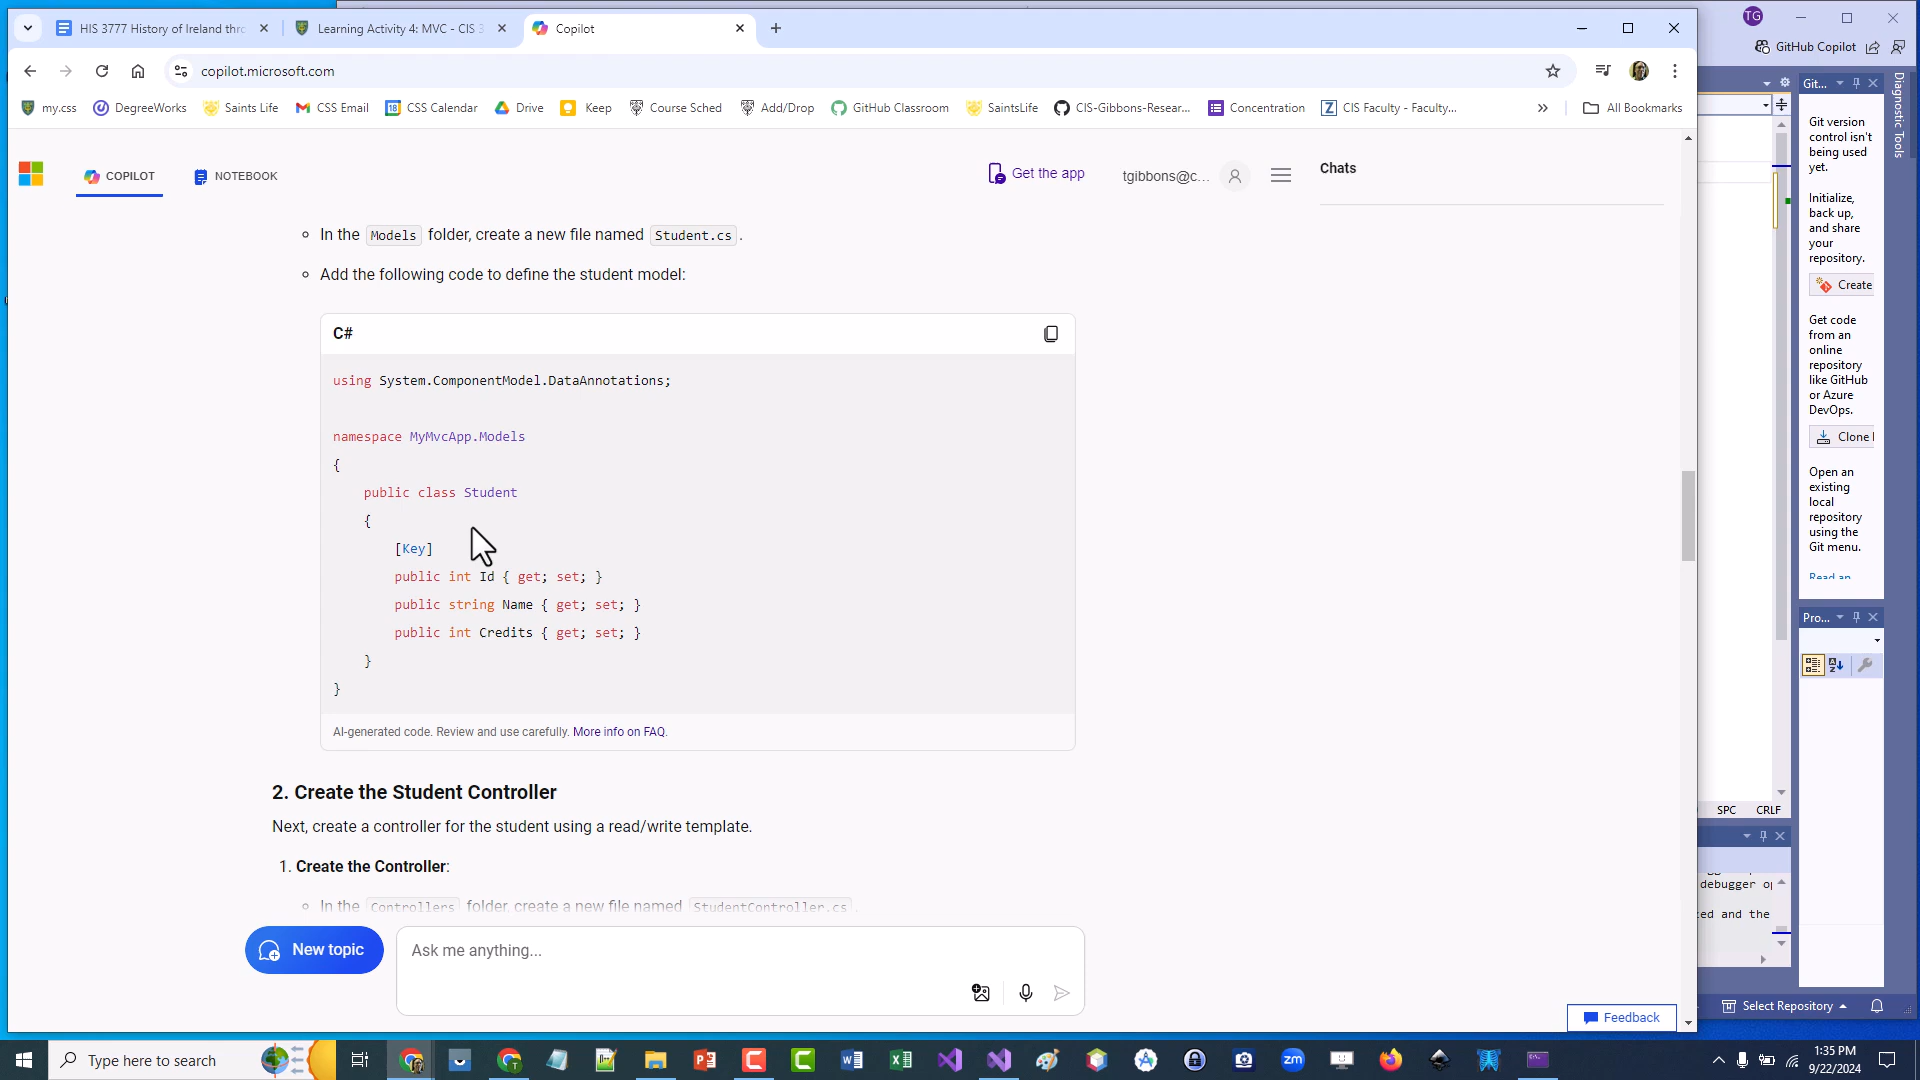 HIS 3777 History of Ireland thr
Learning Activity 4: MVC - CIS 3
Copilot
TG
GitHub Copilot
copilot.microsoft.com
my.css
DegreeWorks
Saints Life
CSS Email
CSS Calendar
Drive
Keep
Course Sched
Add/Drop
GitHub Classroom
SaintsLife
CIS-Gibbons-Resear...
Concentration
CIS Faculty - Faculty...
All Bookmarks
COPILOT
NOTEBOOK
Get the app
tgibbons@c...
Chats
In the Models folder, create a new file named Student.cs.
Add the following code to define the student model:
C#
using System.ComponentModel.DataAnnotations;
namespace MyMvcApp.Models
{
public class Student
{
[Key]
public int Id { get; set; }
public string Name { get; set; }
public int Credits { get; set; }
}
}
AI-generated code. Review and use carefully. More info on FAQ.
2. Create the Student Controller
Next, create a controller for the student using a read/write template.
1. Create the Controller:
In the Controllers folder, create a new file named StudentController.cs.
New topic
Ask me anything...
Feedback
Git...
Diagnostic Tools
Git version
control isn't
being used
yet.
Initialize,
back up,
and share
your
repository.
Create
Get code
from an
online
repository
like GitHub
or Azure
DevOps.
Clone
Open an
existing
local
repository
using the
Git menu.
Read an
Pro...
SPC
CRLF
debugger
ed and the
Select Repository
Type here to search
1:35 PM
9/22/2024